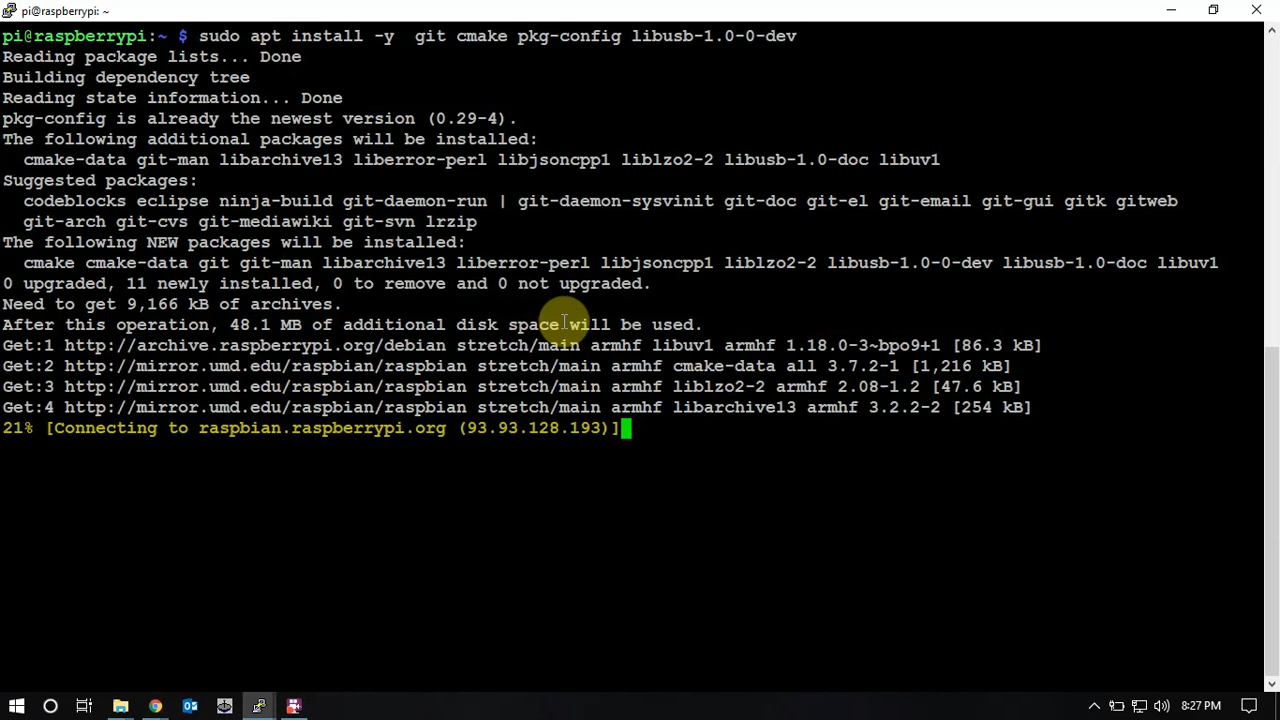 pi@raspberrypi: ~
pi@raspberrypi:~ $ sudo apt install -y  git cmake pkg-config libusb-1.0-0-dev
Reading package lists... Done
Building dependency tree
Reading state information... Done
pkg-config is already the newest version (0.29-4).
The following additional packages will be installed:
  cmake-data git-man libarchive13 liberror-perl libjsoncpp1 liblzo2-2 libusb-1.0-doc libuv1
Suggested packages:
  codeblocks eclipse ninja-build git-daemon-run | git-daemon-sysvinit git-doc git-el git-email git-gui gitk gitweb
  git-arch git-cvs git-mediawiki git-svn lrzip
The following NEW packages will be installed:
  cmake cmake-data git git-man libarchive13 liberror-perl libjsoncpp1 liblzo2-2 libusb-1.0-0-dev libusb-1.0-doc libuv1
0 upgraded, 11 newly installed, 0 to remove and 0 not upgraded.
Need to get 9,166 kB of archives.
After this operation, 48.1 MB of additional disk space will be used.
Get:1 http://archive.raspberrypi.org/debian stretch/main armhf libuv1 armhf 1.18.0-3~bpo9+1 [86.3 kB]
Get:2 http://mirror.umd.edu/raspbian/raspbian stretch/main armhf cmake-data all 3.7.2-1 [1,216 kB]
Get:3 http://mirror.umd.edu/raspbian/raspbian stretch/main armhf liblzo2-2 armhf 2.08-1.2 [47.6 kB]
Get:4 http://mirror.umd.edu/raspbian/raspbian stretch/main armhf libarchive13 armhf 3.2.2-2 [254 kB]
21% [Connecting to raspbian.raspberrypi.org (93.93.128.193)]
8:27 PM